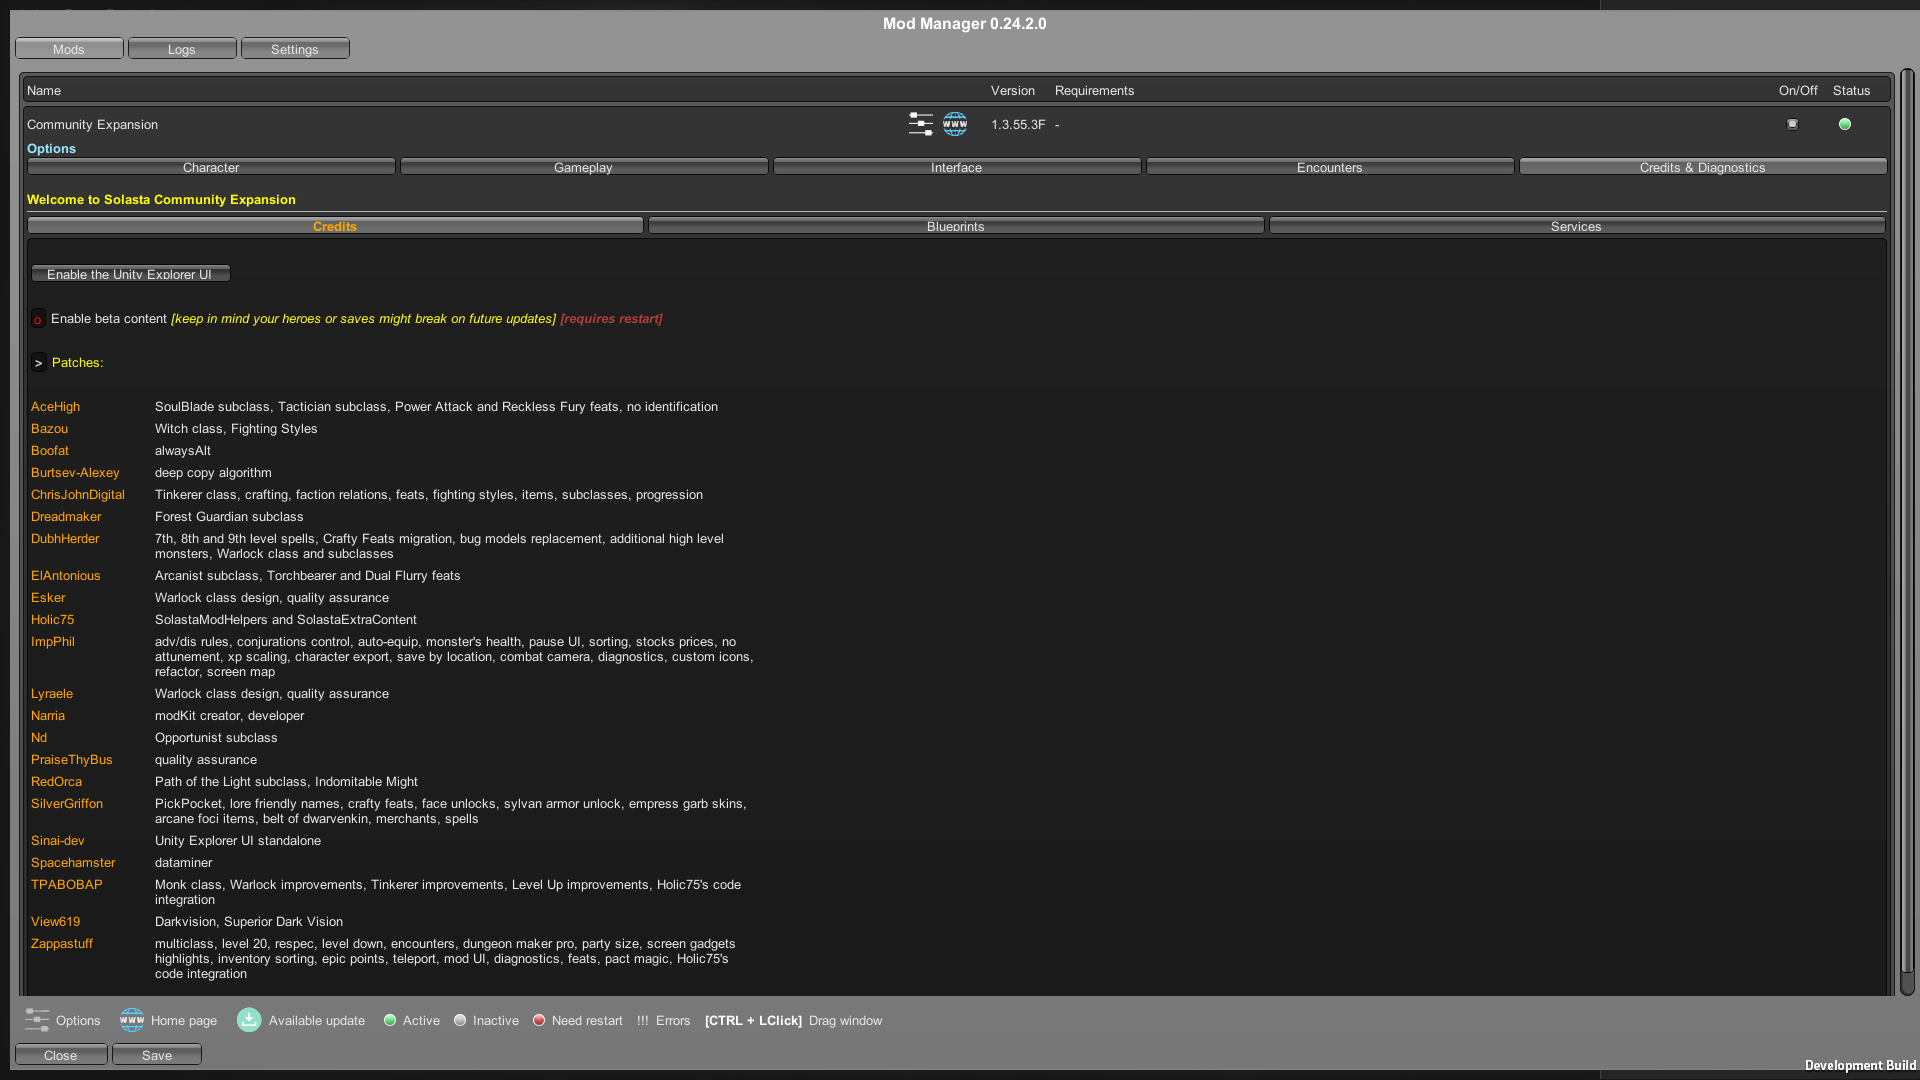 Mod Manager 0.24.2.0
Mods Logs Settings
Name Version Requirements On/Off Status
Community Expansion www 1.3.55.3F - 
Options
Character Gameplay Interface Encounters Credits & Diagnostics
Welcome to Solasta Community Expansion
Credits Blueprints Services
Enable the Unity Explorer UI
o Enable beta content [keep in mind your heroes or saves might break on future updates] [requires restart]
> Patches:
AceHigh SoulBlade subclass, Tactician subclass, Power Attack and Reckless Fury feats, no identification
Bazou Witch class, Fighting Styles
Boofat alwaysAlt
Burtsev-Alexey deep copy algorithm
ChrisJohnDigital Tinkerer class, crafting, faction relations, feats, fighting styles, items, subclasses, progression
Dreadmaker Forest Guardian subclass
DubhHerder 7th, 8th and 9th level spells, Crafty Feats migration, bug models replacement, additional high level
monsters, Warlock class and subclasses
ElAntonious Arcanist subclass, Torchbearer and Dual Flurry feats
Esker Warlock class design, quality assurance
Holic75 SolastaModHelpers and SolastaExtraContent
ImpPhil adv/dis rules, conjurations control, auto-equip, monster's health, pause UI, sorting, stocks prices, no
attunement, xp scaling, character export, save by location, combat camera, diagnostics, custom icons,
refactor, screen map
Lyraele Warlock class design, quality assurance
Narria modKit creator, developer
Nd Opportunist subclass
PraiseThyBus quality assurance
RedOrca Path of the Light subclass, Indomitable Might
SilverGriffon PickPocket, lore friendly names, crafty feats, face unlocks, sylvan armor unlock, empress garb skins,
arcane foci items, belt of dwarvenkin, merchants, spells
Sinai-dev Unity Explorer UI standalone
Spacehamster dataminer
TPABOBAP Monk class, Warlock improvements, Tinkerer improvements, Level Up improvements, Holic75's code
integration
View619 Darkvision, Superior Dark Vision
Zappastuff multiclass, level 20, respec, level down, encounters, dungeon maker pro, party size, screen gadgets
highlights, inventory sorting, epic points, teleport, mod UI, diagnostics, feats, pact magic, Holic75's
code integration
Options www Home page Available update Active Inactive Need restart !!! Errors [CTRL + LClick] Drag window
Close Save
Development Build